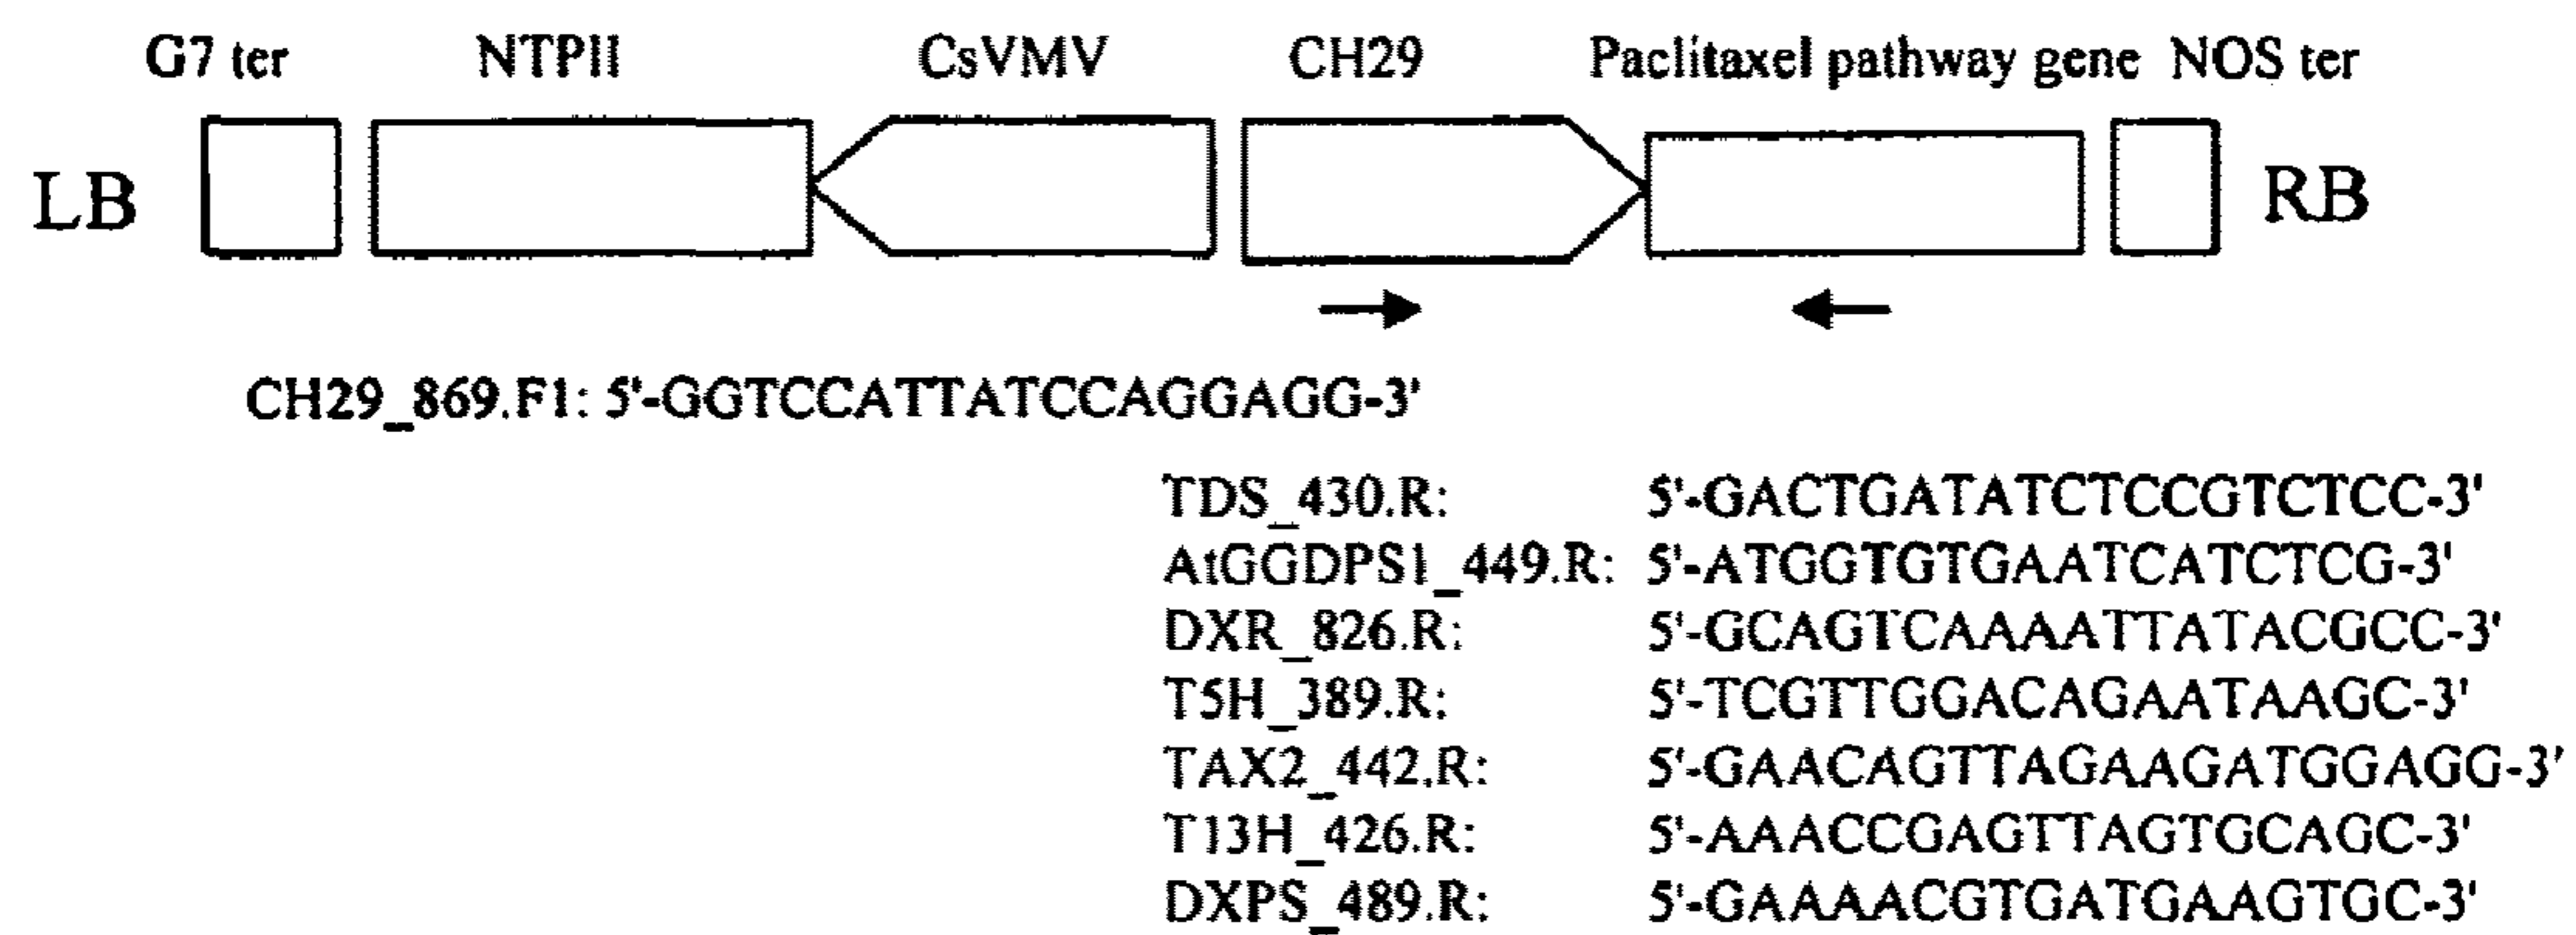 G7 ter NTPII CsVMV CH29 Paclitaxel pathway gene NOS ter
LB RB
CH29_869.F1: 5'-GGTCCATTATCCAGGAGG-3'
TDS_430.R: 5'-GACTGATATCTCCGTCTCC-3'
AtGGDPS1_449.R: 5'-ATGGTGTGAATCATCTCG-3'
DXR_826.R: 5'-GCAGTCAAAATTATACGCC-3'
T5H_389.R: 5'-TCGTTGGACAGAATAAGC-3'
TAX2_442.R: 5'-GAACAGTTAGAAGATGGAGG-3'
T13H_426.R: 5'-AAACCGAGTTAGTGCAGC-3'
DXPS_489.R: 5'-GAAAACGTGATGAAGTGC-3'